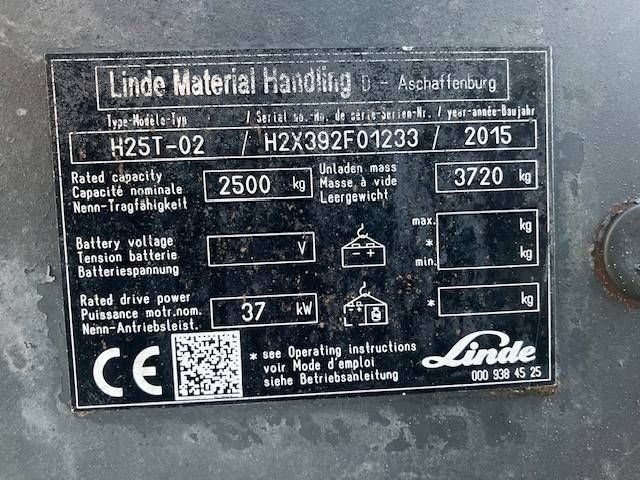 Linde Material Handling D - Aschaffenburg
Type-Modele-Typ / Serial no.-No. de serie-Serien-Nr. / year-année-Baujahr
H25T-02 / H2X392F01233 / 2015
Rated capacity
Capacité nominale
Nenn-Tragfähigkeit
2500 kg
Unladen mass
Masse à vide
Leergewicht
3720 kg
Battery voltage
Tension batterie
Batteriespannung
V
- +
max.
*
min.
kg
kg
Rated drive power
Puissance motr.nom.
Nenn-Antriebsleist.
37 kW
- +
* kg
CE
* see Operating instructions
voir Mode d'emploi
siehe Betriebsanleitung
Linde
000 938 45 25